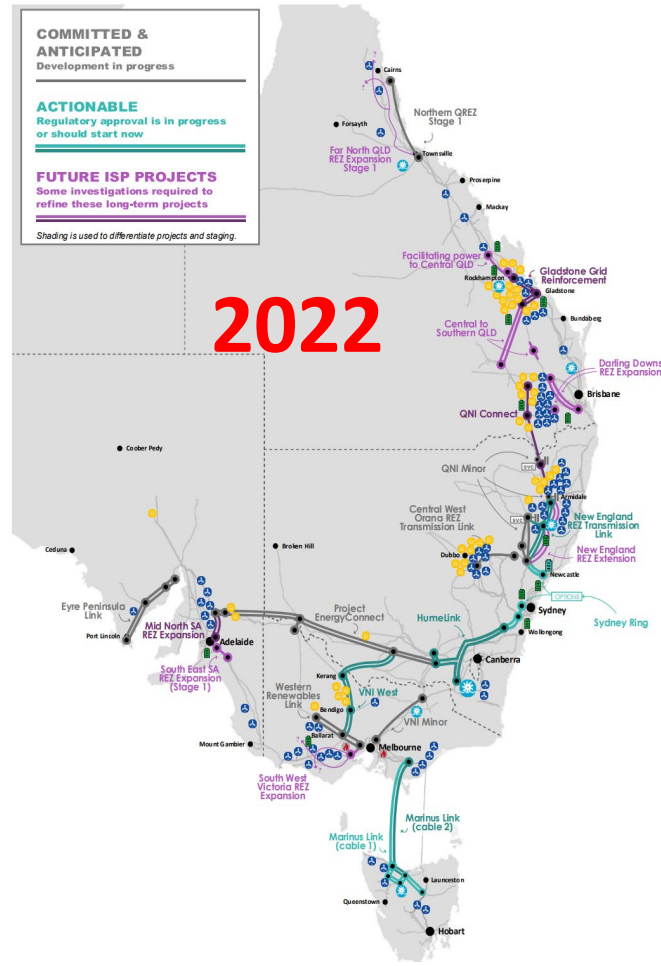 COMMITTED &
ANTICIPATED
Development in progress
ACTIONABLE
Regulatory approval is in progress
or should start now
FUTURE ISP PROJECTS
Some investigations required to
refine these long-term projects
Shading is used to differentiate projects and staging.
2022
Cairns
Northern QREZ
Stage 1
Forsayth
Far North QLD
REZ Expansion
Stage 1
Townsville
Proserpine
Mackay
Facilitating power
to Central QLD
Rockhampton
Gladstone Grid
Reinforcement
Gladstone
Central to
Southern QLD
Bundaberg
Darling Downs
REZ Expansion
Brisbane
QNI Connect
QNI Minor
SVC
Armidale
Coober Pedy
Central West
Orana REZ
Transmission Link
SVC
New England
REZ Transmission
Link
New England
REZ Extension
Ceduna
Broken Hill
Dubbo
Newcastle
OPTIONS
Eyre Peninsula
Link
Port Lincoln
Mid North SA
REZ Expansion
Adelaide
Project
EnergyConnect
HumeLink
Sydney
Sydney Ring
Wollongong
South East SA
REZ Expansion
(Stage 1)
Canberra
Kerang
Western
Renewables
Link
VNI West
Bendigo
VNI Minor
Ballarat
Mount Gambier
Melbourne
South West
Victoria REZ
Expansion
Marinus Link
(cable 2)
Marinus Link
(cable 1)
Launceston
Queenstown
Hobart